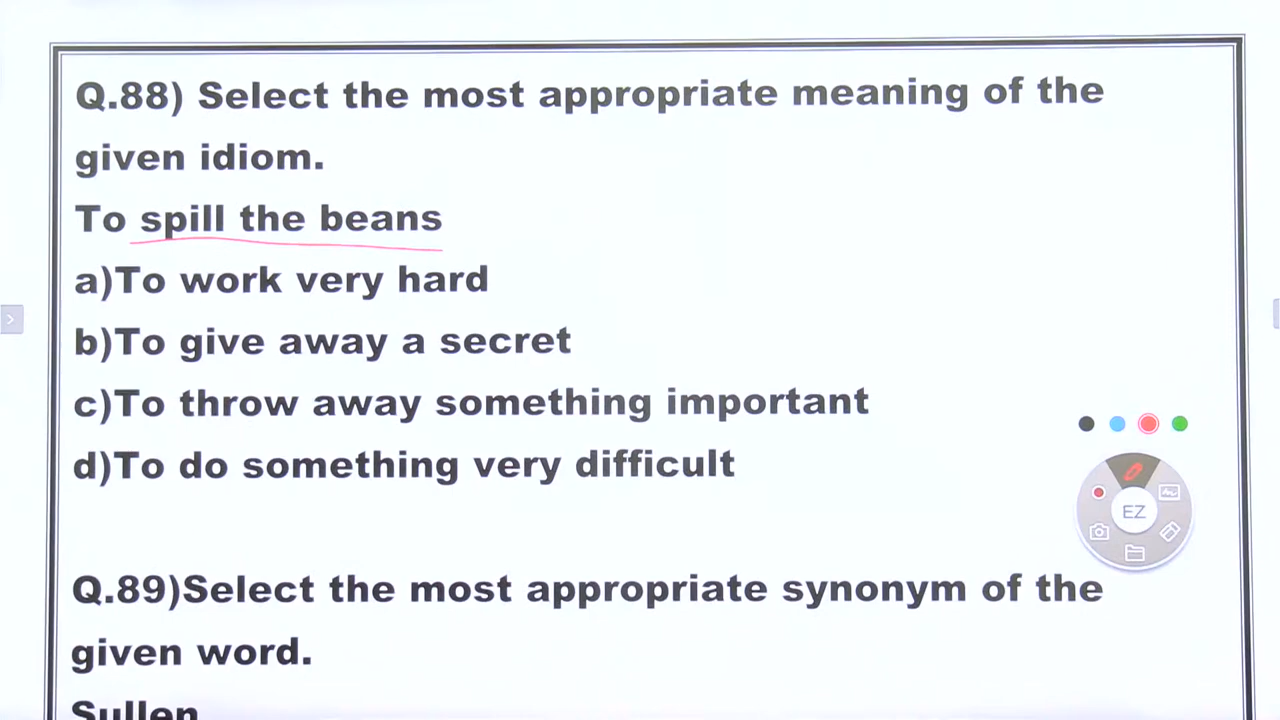 Q.88) Select the most appropriate meaning of the
given idiom.
To spill the beans
a)To work very hard
b)To give away a secret
c)To throw away something important
d)To do something very difficult
EZ
Q.89)Select the most appropriate synonym of the
given word.
Sullen